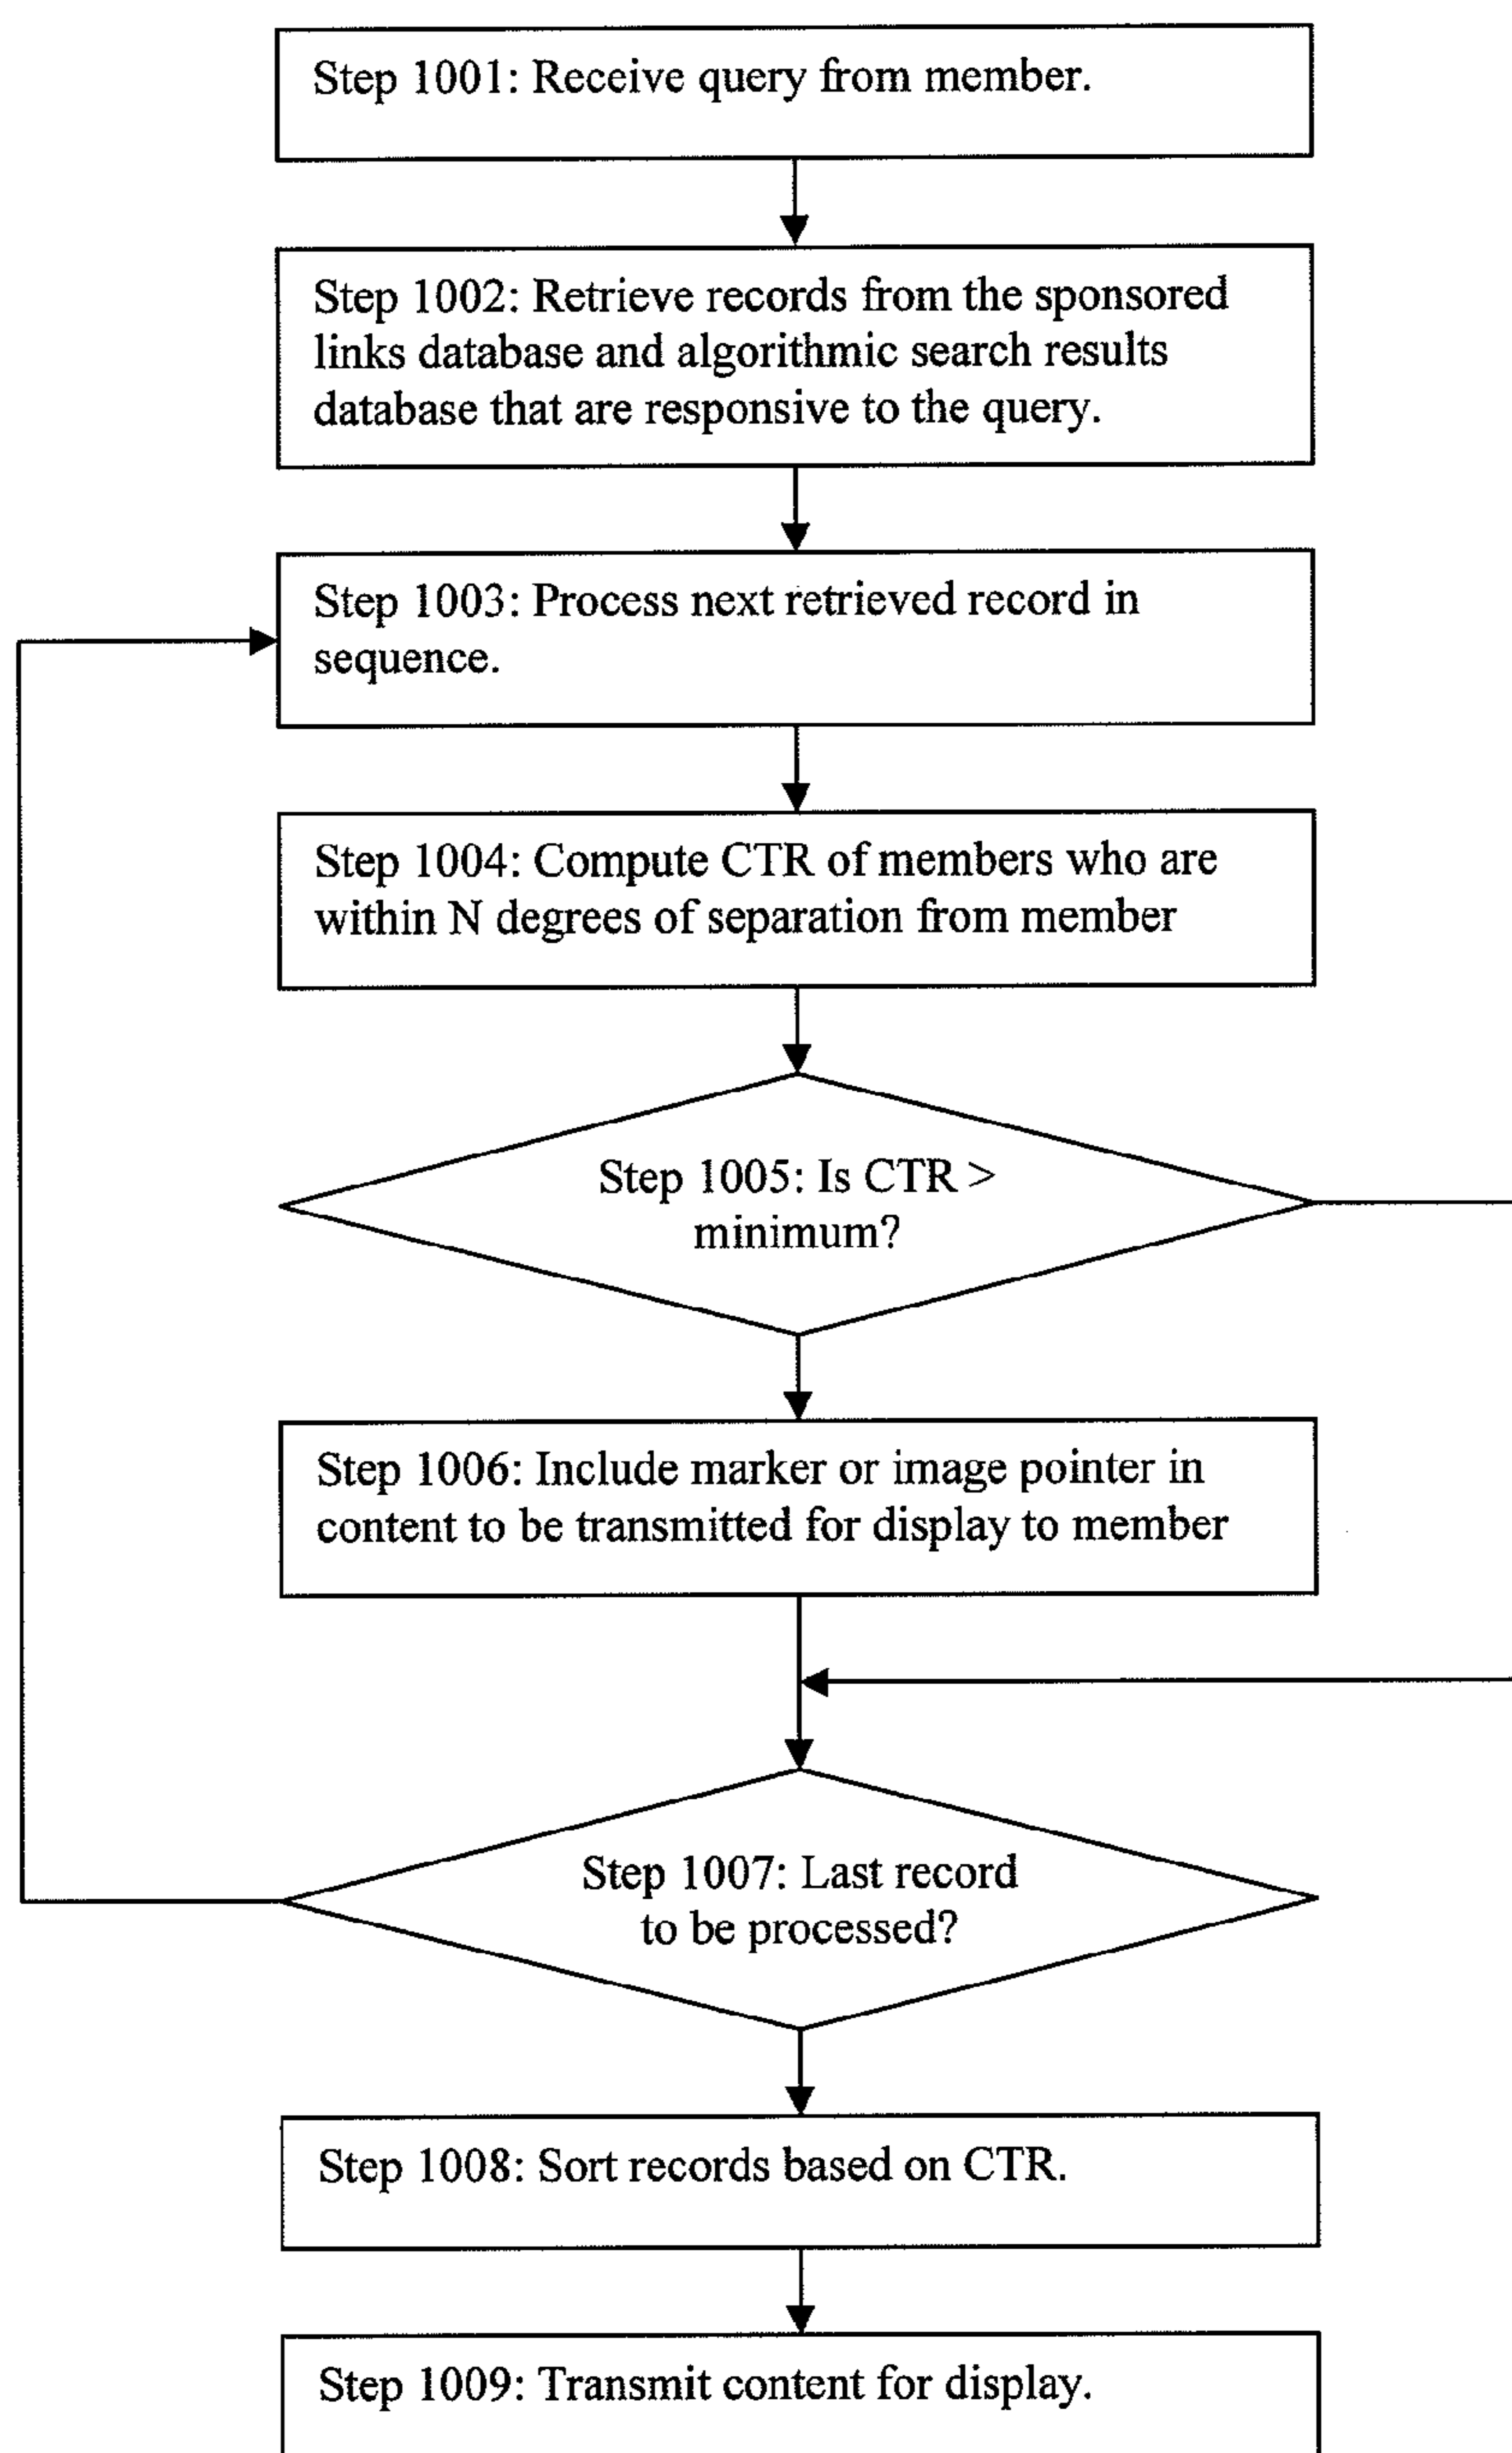 Step 1001: Receive query from member.
Step 1002: Retrieve records from the sponsored
links database and algorithmic search results
database that are responsive to the query.
Step 1003: Process next retrieved record in
sequence.
Step 1004: Compute CTR of members who are
within N degrees of separation from member
Step 1005: Is CTR >
minimum?
Step 1006: Include marker or image pointer in
content to be transmitted for display to member
Step 1007: Last record
to be processed?
Step 1008: Sort records based on CTR.
Step 1009: Transmit content for display.